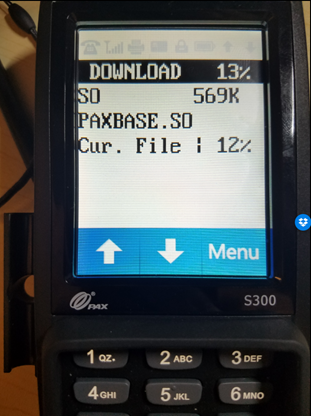 DOWNLOAD 13%
SO 569K
PAXBASE.SO
Cur. File ¦ 12%
Menu
PAX S300
1 QZ. 2 ABC 3 DEF
4 GHI 5 JKL 6 MNO